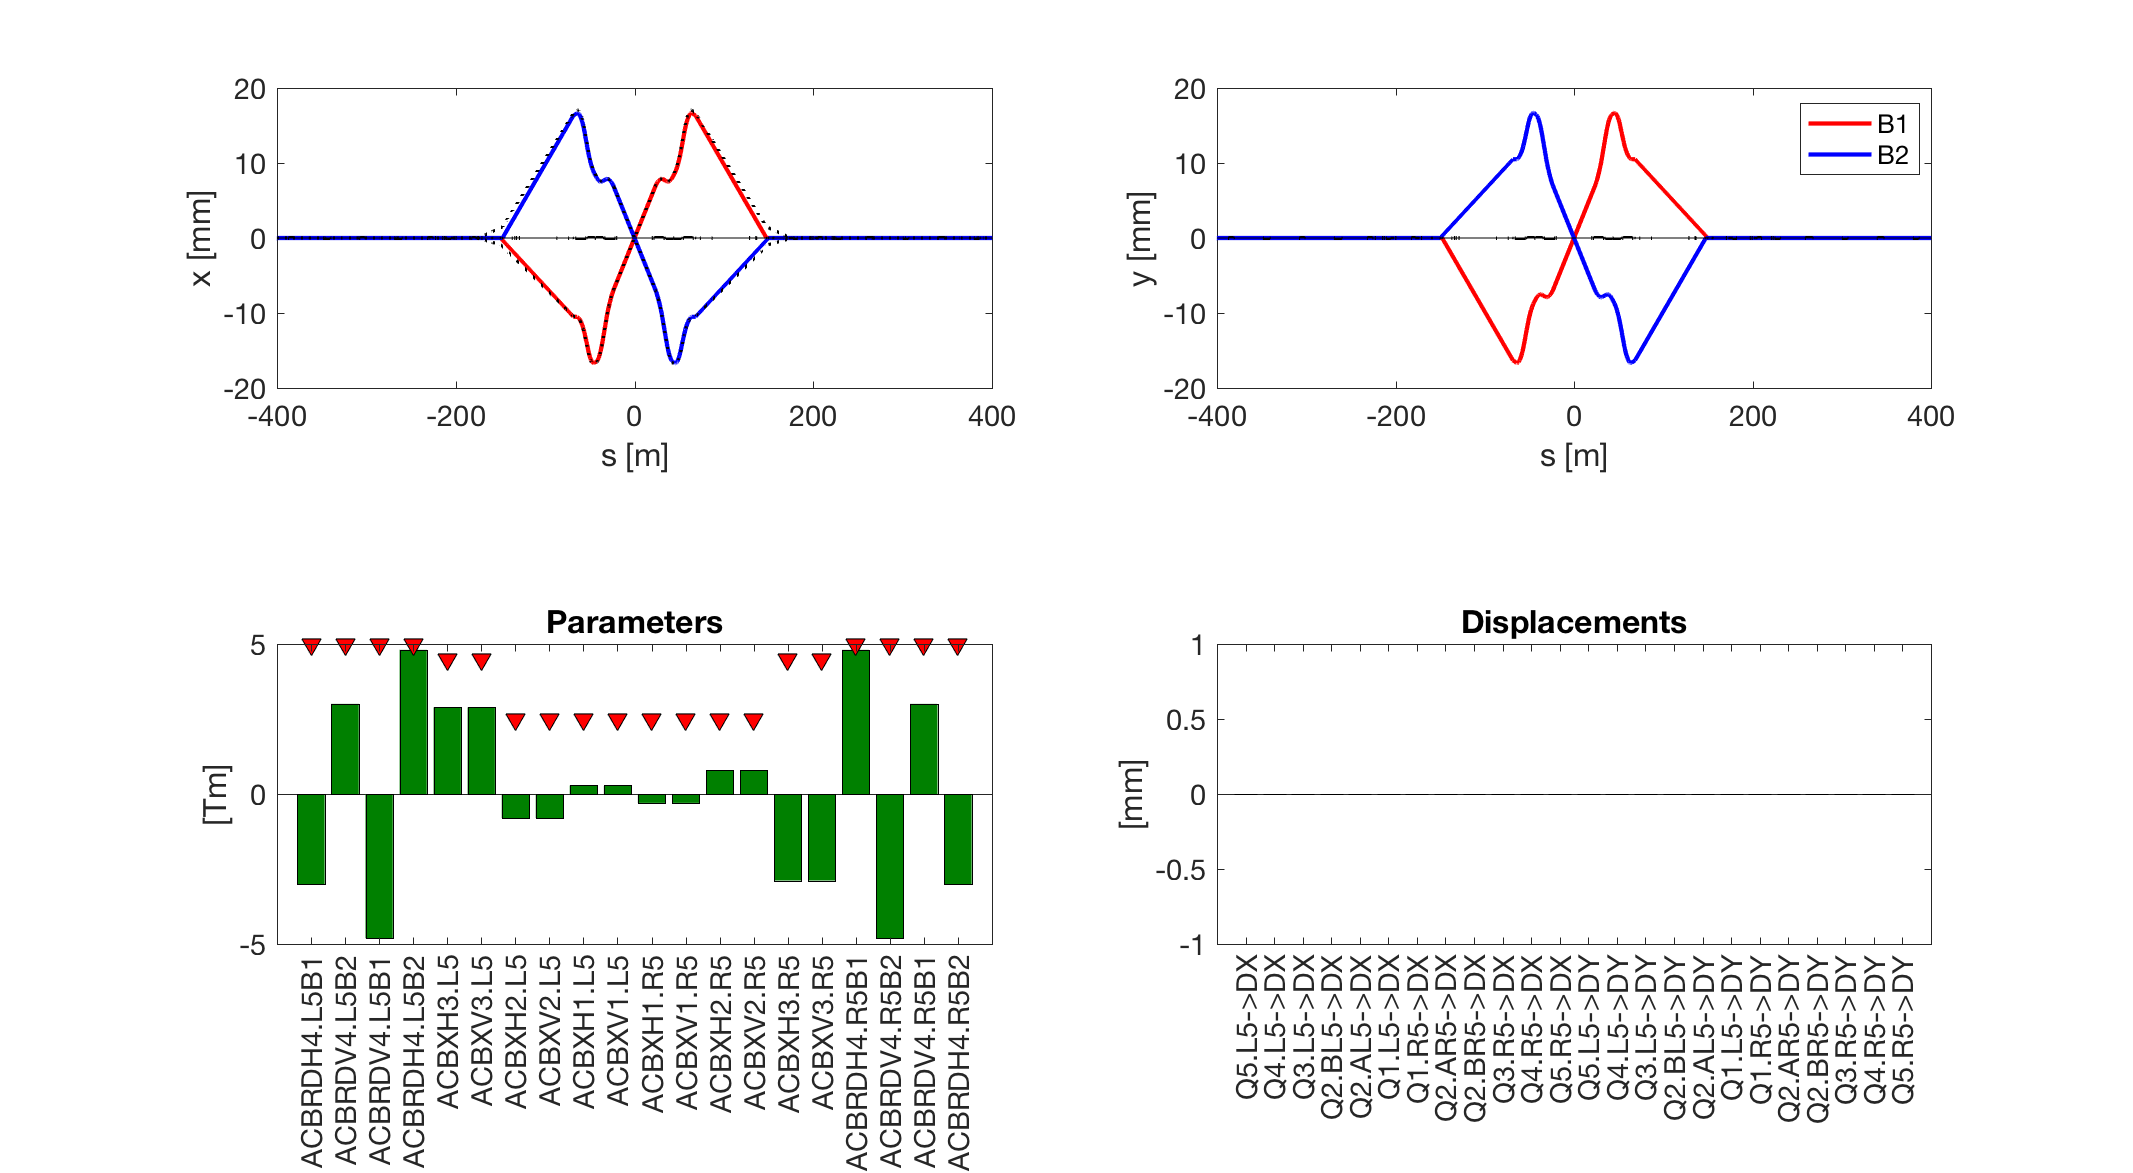 20
10
0
-10
-20
x [mm]
-400
-200
0
200
400
s [m]
20
10
0
-10
-20
y [mm]
-400
-200
0
200
400
s [m]
B1
B2
Parameters
5
0
-5
[Tm]
ACBRDH4.L5B1
ACBRDV4.L5B2
ACBRDV4.L5B1
ACBRDH4.L5B2
ACBXH3.L5
ACBXV3.L5
ACBXH2.L5
ACBXV2.L5
ACBXH1.L5
ACBXV1.L5
ACBXH1.R5
ACBXV1.R5
ACBXH2.R5
ACBXV2.R5
ACBXH3.R5
ACBXV3.R5
ACBRDH4.R5B1
ACBRDV4.R5B2
ACBRDV4.R5B1
ACBRDH4.R5B2
Displacements
1
0.5
0
-0.5
-1
[mm]
Q5.L5->DX
Q4.L5->DX
Q3.L5->DX
Q2.BL5->DX
Q2.AL5->DX
Q1.L5->DX
Q1.R5->DX
Q2.AR5->DX
Q2.BR5->DX
Q3.R5->DX
Q4.R5->DX
Q5.R5->DX
Q5.L5->DY
Q4.L5->DY
Q3.L5->DY
Q2.BL5->DY
Q2.AL5->DY
Q1.L5->DY
Q1.R5->DY
Q2.AR5->DY
Q2.BR5->DY
Q3.R5->DY
Q4.R5->DY
Q5.R5->DY